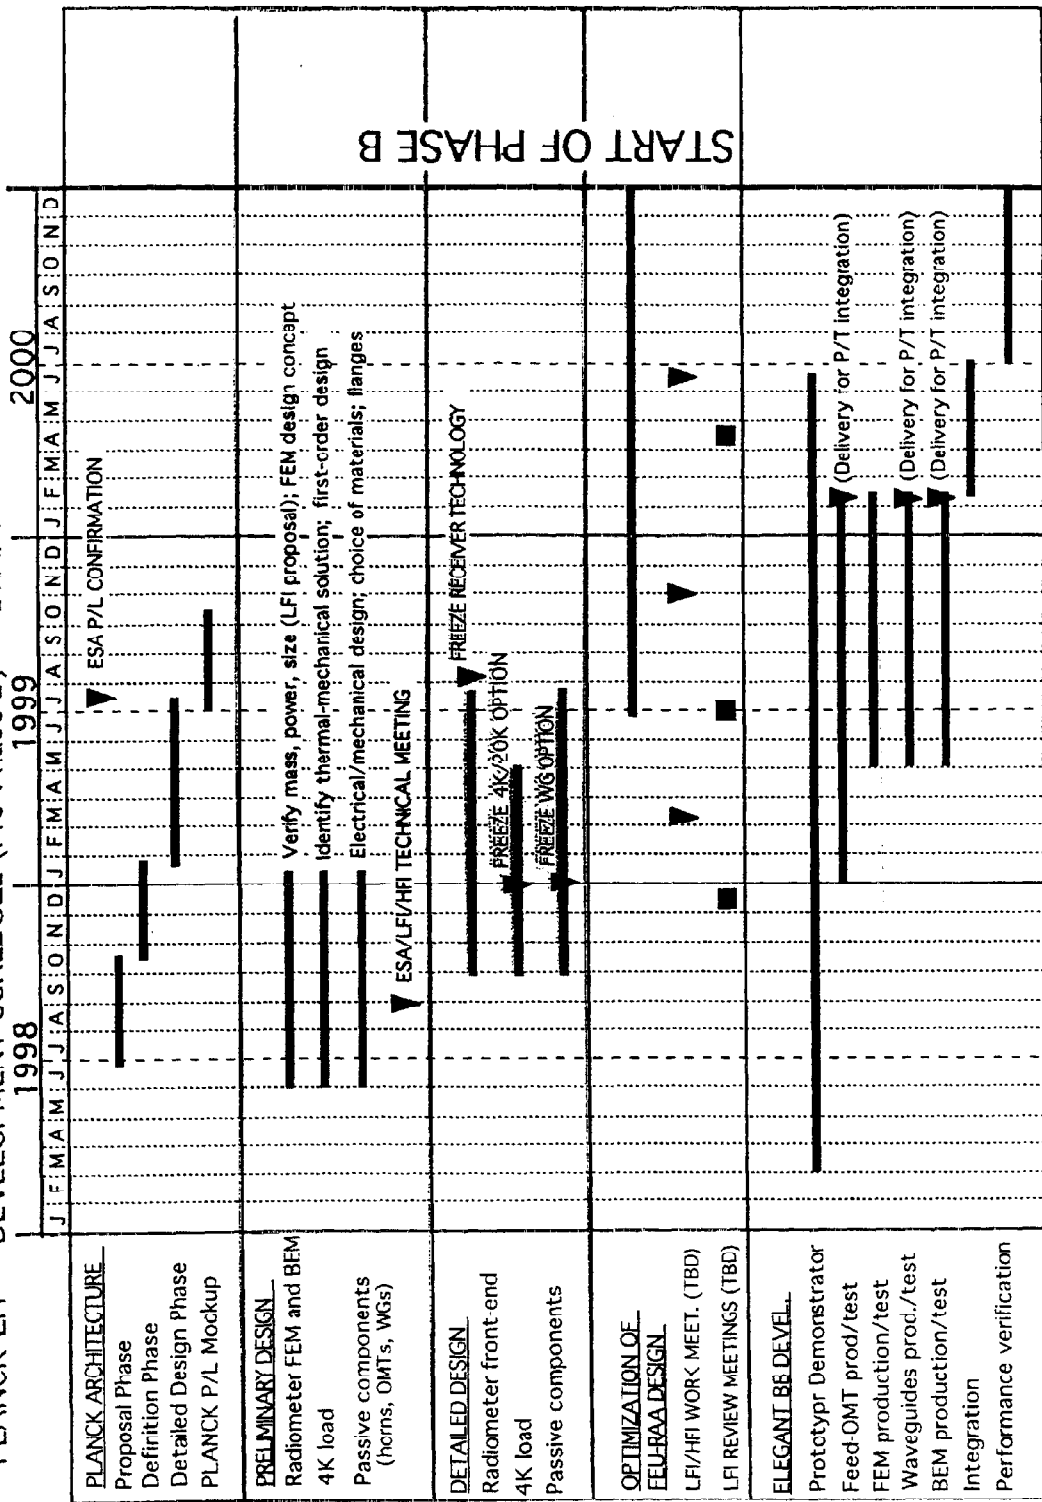 1998
1999
2000
J F M A M J J A S O N D J F M A M J J A S O N D J F M A M J J A S O N D
PLANCK ARCHITECTURE
Proposal Phase
Definition Phase
Detailed Design Phase
PLANCK P/L Mockup
ESA P/L CONFIRMATION
PRELIMINARY DESIGN
Radiometer FEM and BEM
4K load
Passive components
(horns, OMTs, WGs)
Verify mass, power, size (LFI proposal); FEM design concept
Identify thermal-mechanical solution; first-order design
Electrical/mechanical design; choice of materials; flanges
ESA/LFI/HFI TECHNICAL MEETING
DETAILED DESIGN
Radiometer front-end
4K load
Passive components
FREEZE RECEIVER TECHNOLOGY
FREEZE 4K/20K OPTION
FREEZE WG OPTION
OPTIMIZATION OF
DESIGN
LFI/HFI WORK MEET. (TBD)
LFI REVIEW MEETINGS (TBD)
ELEGANT BB DEVEL.
Prototypr Demonstrator
Feed-OMT prod/test
FEM production/test
Waveguides prod./test
BEM production/test
Integration
Performance verification
(Delivery for P/T integration)
(Delivery for P/T integration)
(Delivery for P/T integration)
START OF PHASE B